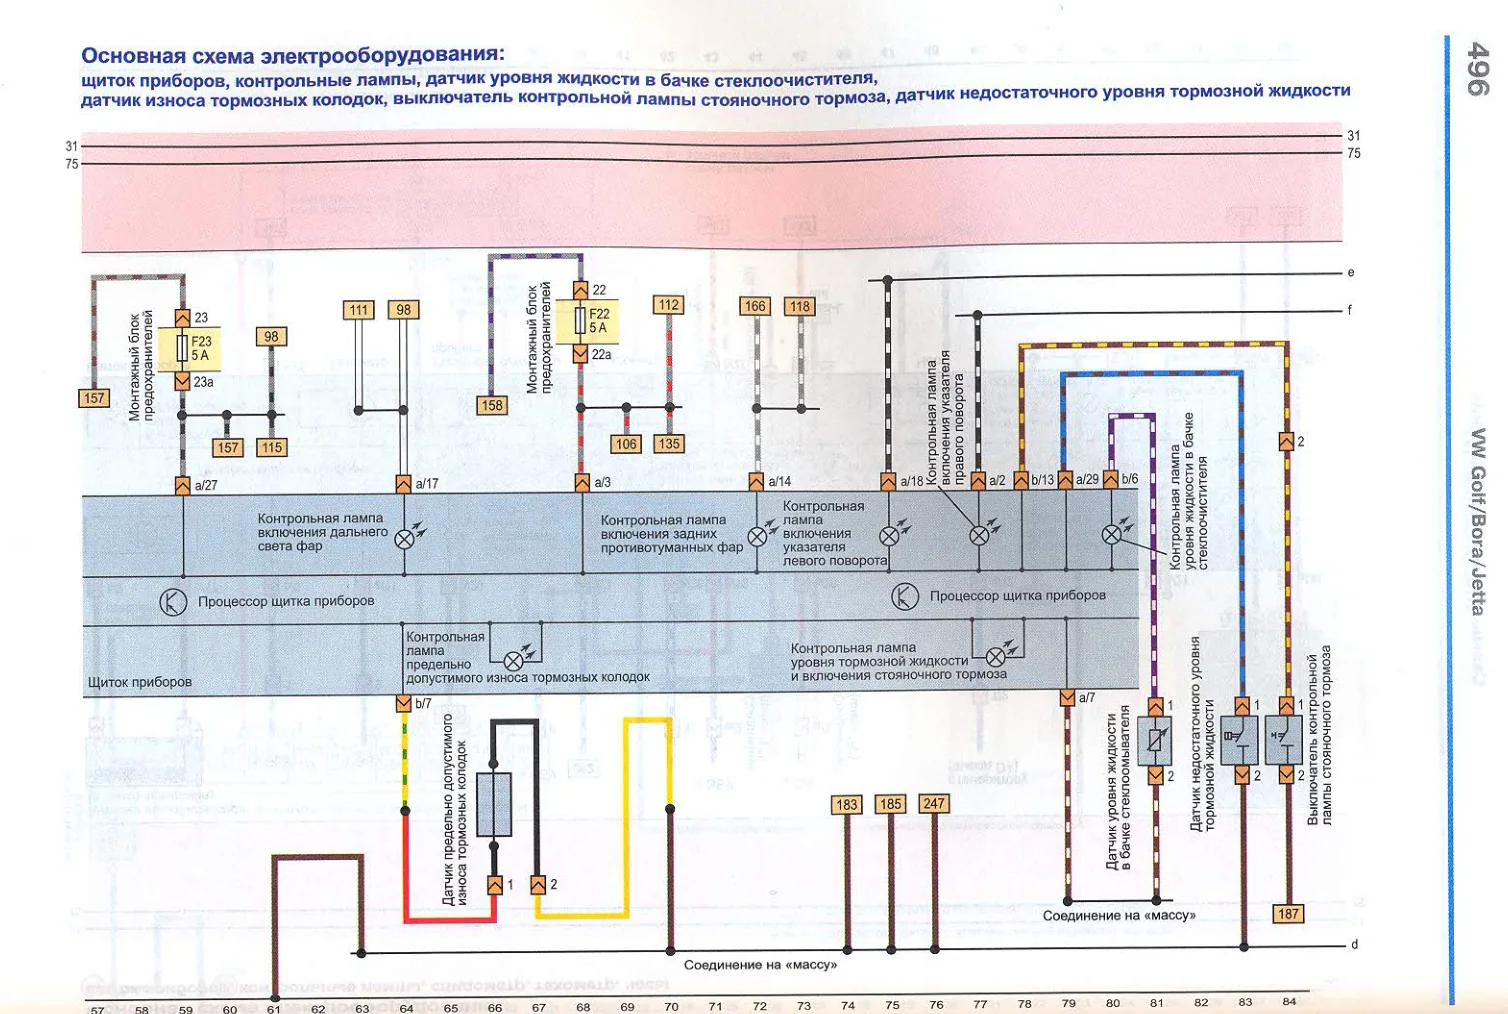 Основная схема электрооборудования:
щиток приборов, контрольные лампы, датчик уровня жидкости в бачке стеклоочистителя,
датчик износа тормозных колодок, выключатель контрольной лампы стояночного тормоза, датчик недостаточного уровня тормозной жидкости
496
VW Golf/Bora/Jetta
31
31
75
75
e
f
157
Монтажный блок
предохранителей
23
F23
5 A
23a
98
157
115
111
98
158
Монтажный блок
предохранителей
22
F22
5 A
22a
112
106
135
166
118
Контрольная лампа
включения указателя
правого поворота
2
a/27
a/17
a/3
a/14
a/18
a/2
b/13
a/29
b/6
Контрольная лампа
уровня жидкости в бачке
стеклоочистителя
Контрольная лампа
включения дальнего
света фар
Контрольная лампа
включения задних
противотуманных фар
Контрольная
лампа
включения
указателя
левого поворота
Процессор щитка приборов
Процессор щитка приборов
Контрольная
лампа
предельно
допустимого износа тормозных колодок
Контрольная лампа
уровня тормозной жидкости
и включения стояночного тормоза
Щиток приборов
b/7
a/7
Датчик предельно допустимого
износа тормозных колодок
1
2
183
185
247
Датчик уровня жидкости
в бачке стеклоомывателя
1
2
Датчик недостаточного уровня
тормозной жидкости
1
2
1
2
Выключатель контрольной
лампы стояночного тормоза
187
Соединение на «массу»
d
Соединение на «массу»
57 58 59 60 61 62 63 64 65 66 67 68 69 70 71 72 73 74 75 76 77 78 79 80 81 82 83 84